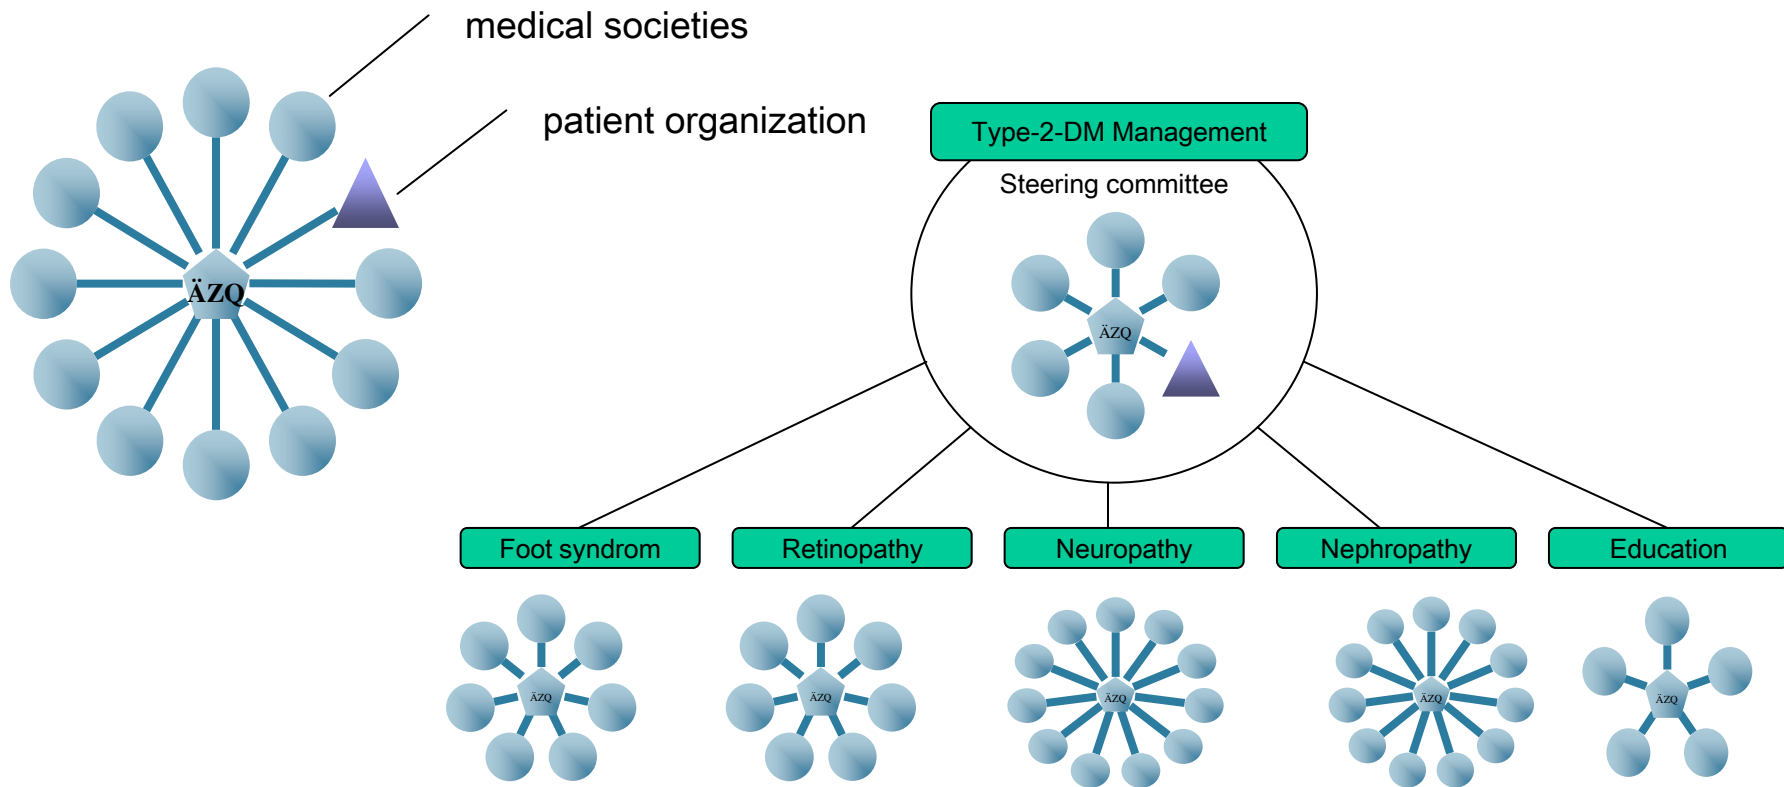 medical societies
patient organization
ÄZQ
Type-2-DM Management
Steering committee
ÄZQ
Foot syndrom
Retinopathy
Neuropathy
Nephropathy
Education
ÄZQ
ÄZQ
ÄZQ
ÄZQ
ÄZQ